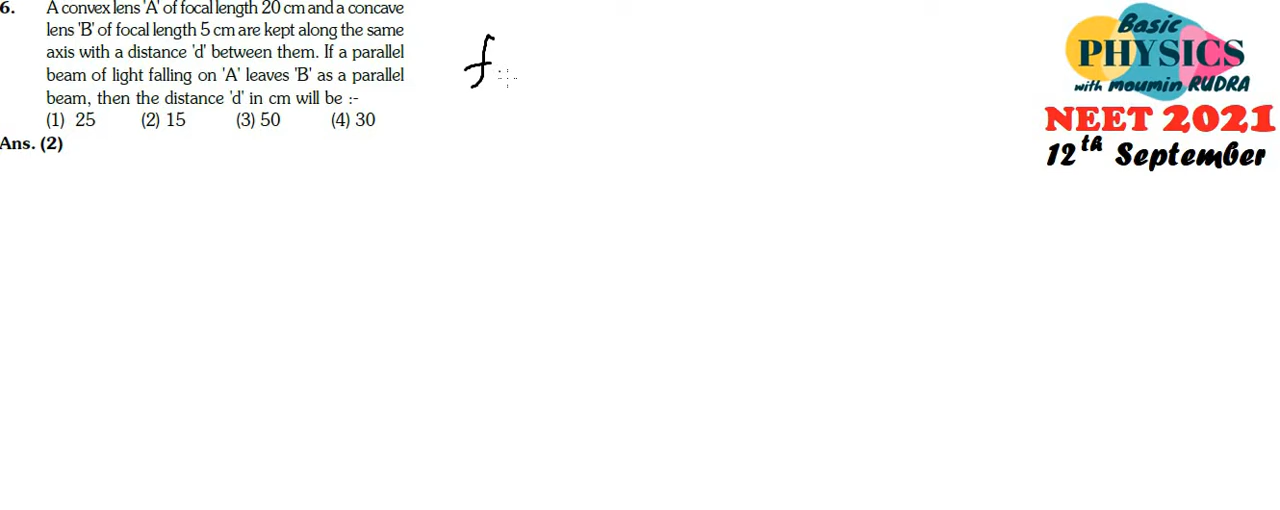 6. A convex lens 'A' of focal length 20 cm and a concave
lens 'B' of focal length 5 cm are kept along the same
axis with a distance 'd' between them. If a parallel
beam of light falling on 'A' leaves 'B' as a parallel
beam, then the distance 'd' in cm will be :-
(1) 25 (2) 15 (3) 50 (4) 30
Ans. (2)
f
Basic
PHYSICS
with moumin RUDRA
NEET 2021
12th September